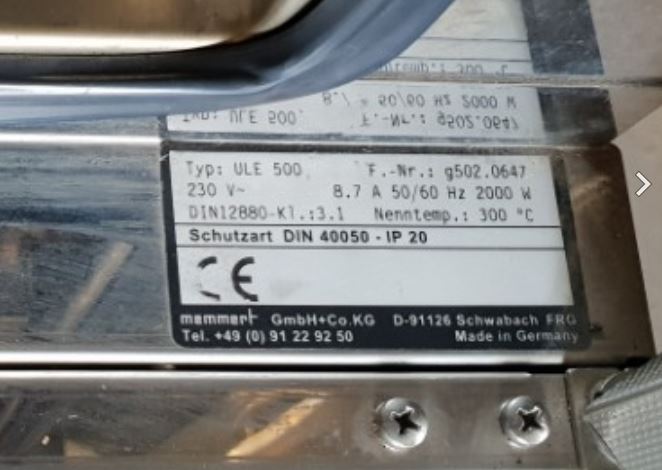 Typ: ULE 500 F.-Nr.: g502.0647
230 V~ 8.7 A 50/60 Hz 2000 W
DIN12880-Kl.:3.1 Nenntemp.: 300 °C
Schutzart DIN 40050 - IP 20
CE
memmert GmbH+Co.KG D-91126 Schwabach FRG
Tel. +49 (0) 91 22 92 50 Made in Germany